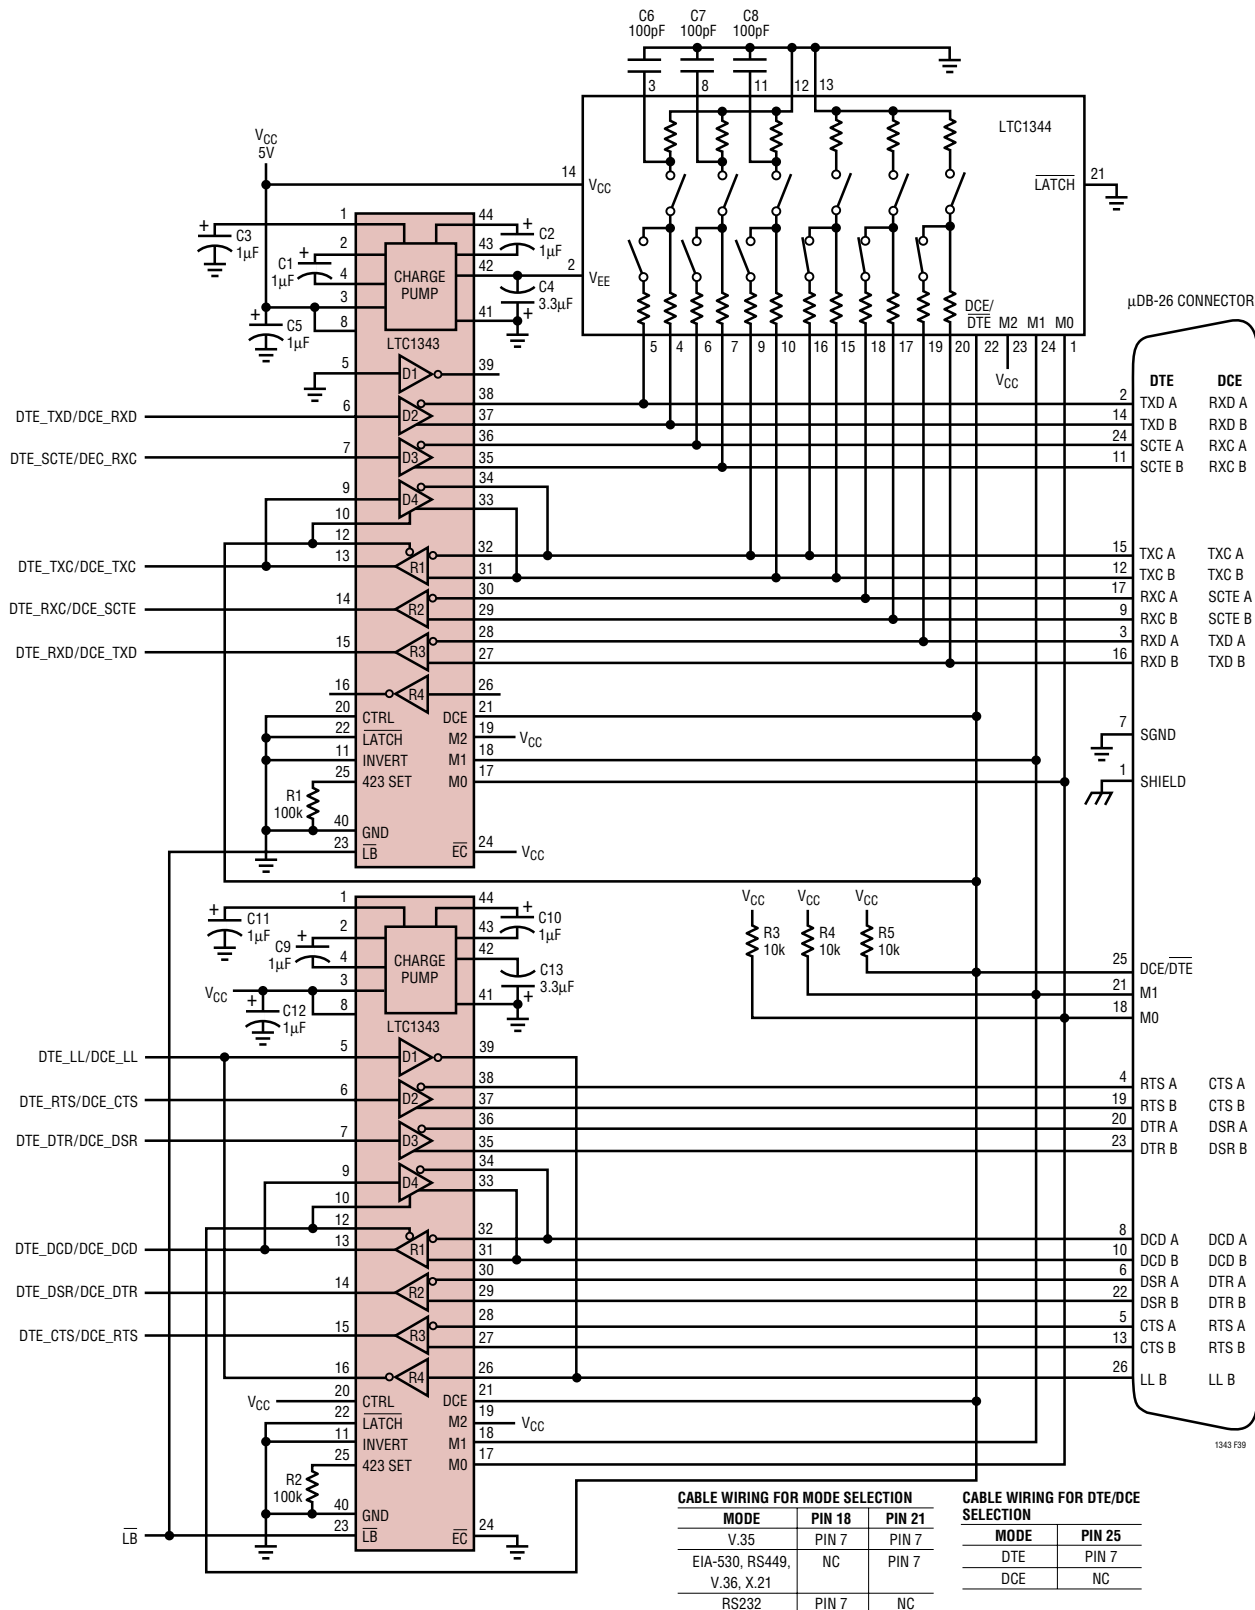 C6
100pF
C7
100pF
C8
100pF
3
8
11
12
13
LTC1344
VCC
5V
14
VCC
LATCH
21
1
44
C3
1µF
2
43
C2
1µF
C1
1µF
4
42
2
VEE
CHARGE
PUMP
3
C4
3.3µF
8
41
C5
1µF
LTC1343
DCE/
DTE
M2
M1
M0
5
4
6
7
9
10
16
15
18
17
19
20
22
23
24
1
VCC
µDB-26 CONNECTOR
DTE
DCE
5
D1
39
DTE_TXD/DCE_RXD
6
D2
38
37
2
TXD A
RXD A
14
TXD B
RXD B
DTE_SCTE/DEC_RXC
7
D3
36
35
24
SCTE A
RXC A
11
SCTE B
RXC B
9
D4
34
33
10
12
DTE_TXC/DCE_TXC
13
R1
32
31
15
TXC A
TXC A
12
TXC B
TXC B
DTE_RXC/DCE_SCTE
14
R2
30
29
17
RXC A
SCTE A
9
RXC B
SCTE B
DTE_RXD/DCE_TXD
15
R3
28
27
3
RXD A
TXD A
16
RXD B
TXD B
16
R4
26
20
CTRL
DCE
21
22
LATCH
M2
19
VCC
11
INVERT
M1
18
25
423 SET
M0
17
R1
100k
40
GND
23
LB
EC
24
VCC
7
SGND
1
SHIELD
1
44
C11
1µF
2
43
C10
1µF
C9
1µF
4
42
CHARGE
PUMP
VCC
3
C13
3.3µF
8
41
C12
1µF
LTC1343
VCC
VCC
VCC
R3
10k
R4
10k
R5
10k
25
DCE/DTE
21
M1
18
M0
DTE_LL/DCE_LL
5
D1
39
DTE_RTS/DCE_CTS
6
D2
38
37
4
RTS A
CTS A
19
RTS B
CTS B
DTE_DTR/DCE_DSR
7
D3
36
35
20
DTR A
DSR A
23
DTR B
DSR B
9
D4
34
33
10
12
DTE_DCD/DCE_DCD
13
R1
32
31
8
DCD A
DCD A
10
DCD B
DCD B
DTE_DSR/DCE_DTR
14
R2
30
29
6
DSR A
DTR A
22
DSR B
DTR B
DTE_CTS/DCE_RTS
15
R3
28
27
5
CTS A
RTS A
13
CTS B
RTS B
16
R4
26
26
LL B
LL B
VCC
20
CTRL
DCE
21
22
LATCH
M2
19
VCC
11
INVERT
M1
18
25
423 SET
M0
17
R2
100k
40
GND
LB
23
LB
EC
24
1343 F39
CABLE WIRING FOR MODE SELECTION
MODE PIN 18 PIN 21
V.35 PIN 7 PIN 7
EIA-530, RS449, NC PIN 7
V.36, X.21
RS232 PIN 7 NC
CABLE WIRING FOR DTE/DCE
SELECTION
MODE PIN 25
DTE PIN 7
DCE NC